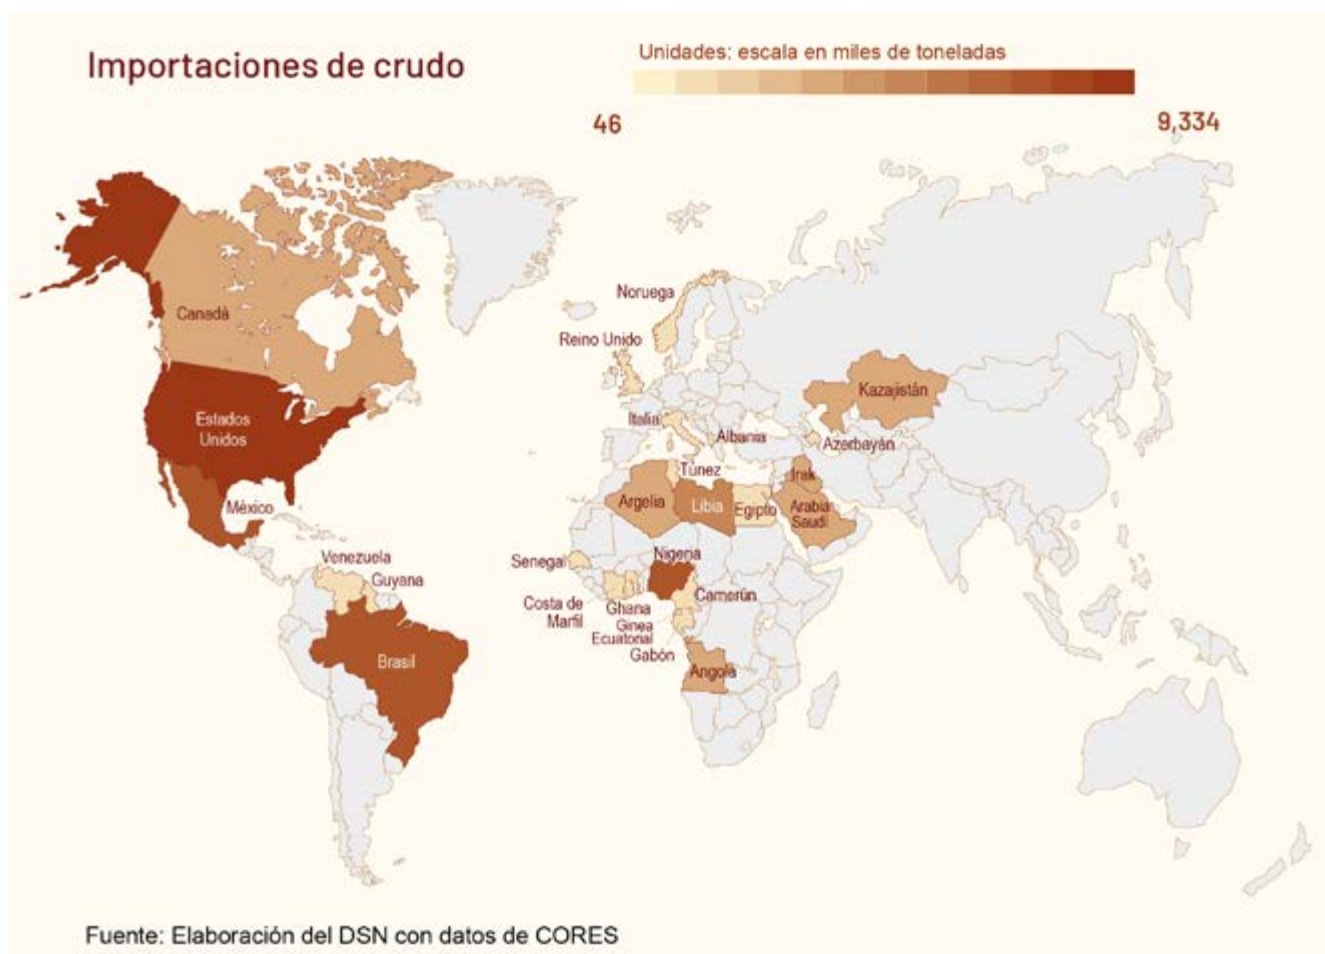 Importaciones de crudo
Unidades: escala en miles de toneladas
46
9,334
Noruega
Canadá
Reino Unido
Kazajistán
Estados
Unidos
Italia
Albania
Azerbayán
Túnez
Irak
Argelia
Libia
Egipto
Arabia
Saudí
México
Venezuela
Senegal
Nigeria
Guyana
Camerún
Costa de
Marfil
Ghana
Ginea
Ecuatorial
Gabón
Brasil
Angola
Fuente: Elaboración del DSN con datos de CORES